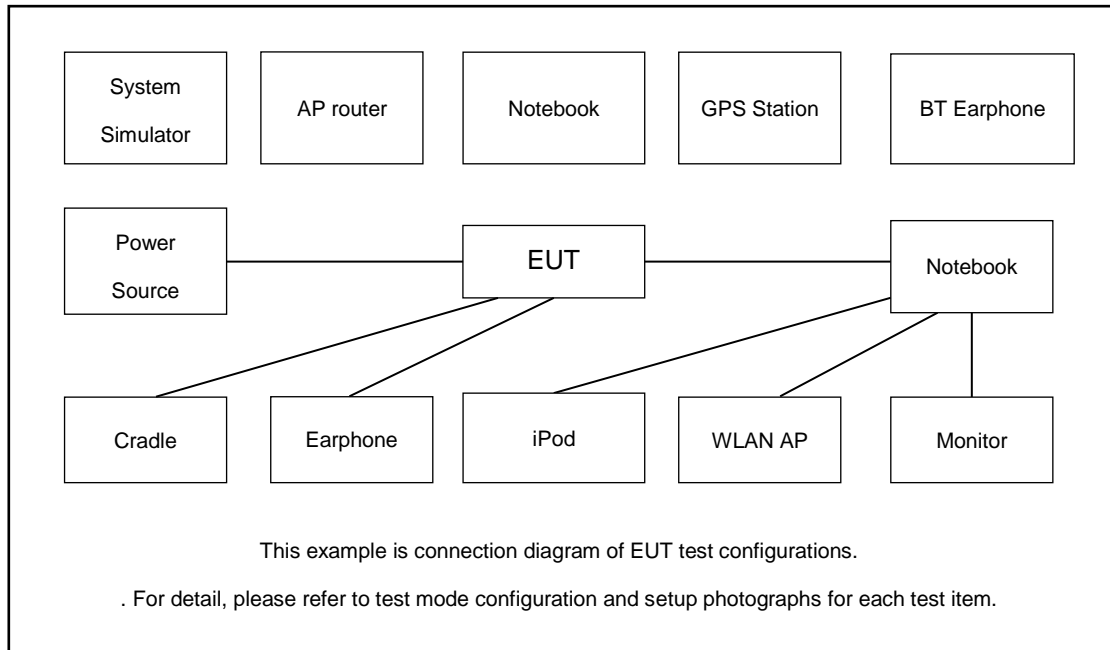 System
Simulator
AP router
Notebook
GPS Station
BT Earphone
Power
Source
EUT
Notebook
Cradle
Earphone
iPod
WLAN AP
Monitor
This example is connection diagram of EUT test configurations.
. For detail, please refer to test mode configuration and setup photographs for each test item.